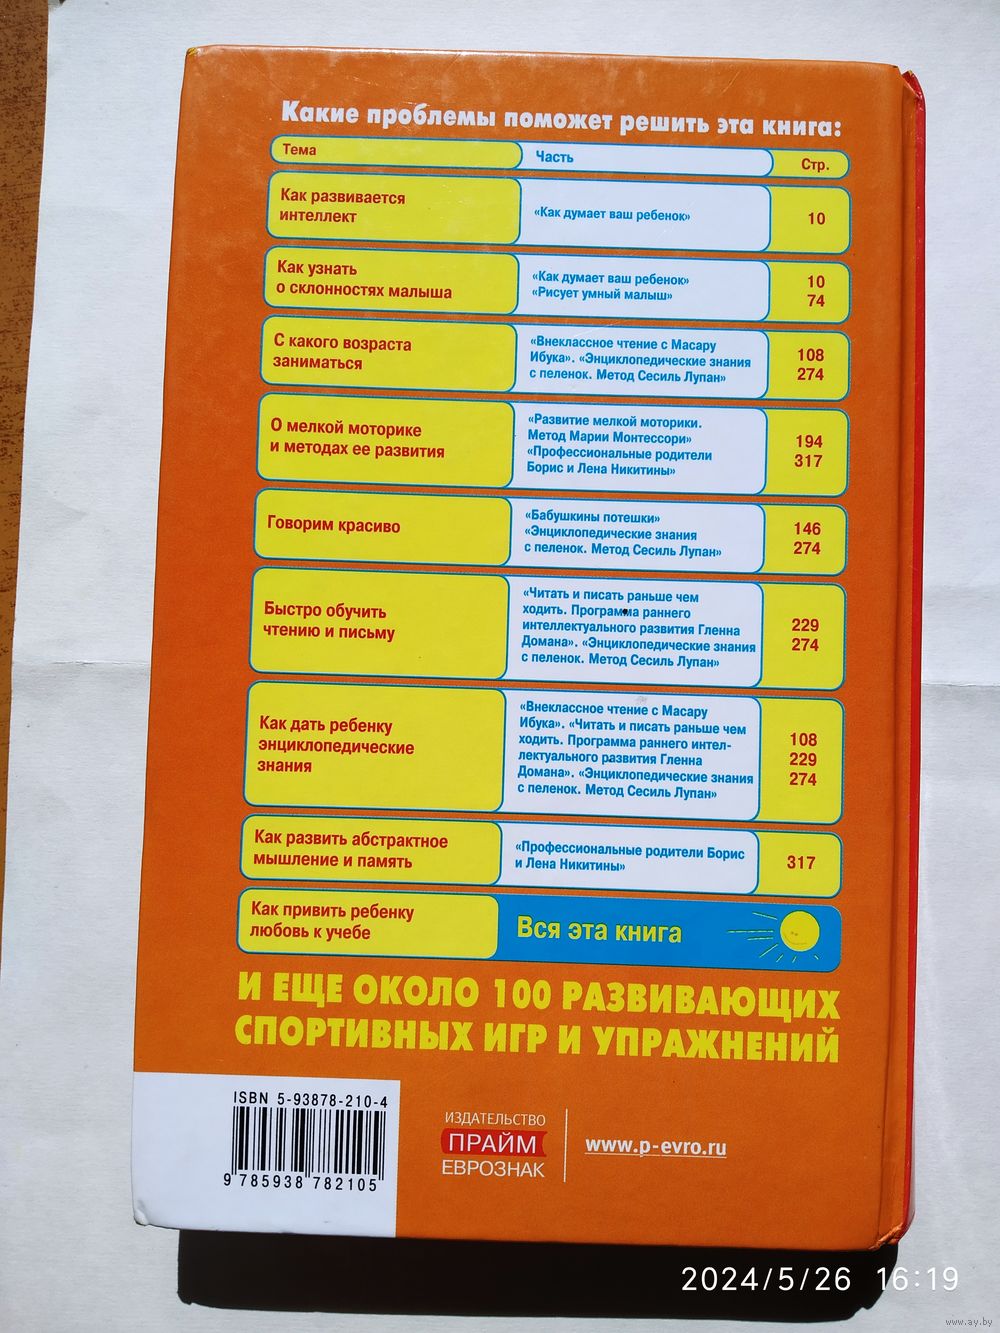 Какие проблемы поможет решить эта книга:
Тема
Часть
Стр.
Как развивается
интеллект
«Как думает ваш ребенок»
10
Как узнать
о склонностях малыша
«Как думает ваш ребенок»
«Рисует умный малыш»
10
74
С какого возраста
заниматься
«Внеклассное чтение с Масару
Ибука». «Энциклопедические знания
с пеленок. Метод Сесиль Лупан»
108
274
О мелкой моторике
и методах ее развития
«Развитие мелкой моторики.
Метод Марии Монтессори»
«Профессиональные родители
Борис и Лена Никитины»
194
317
Говорим красиво
«Бабушкины потешки»
«Энциклопедические знания
с пеленок. Метод Сесиль Лупан»
146
274
Быстро обучить
чтению и письму
«Читать и писать раньше чем
ходить. Программа раннего
интеллектуального развития Гленна
Домана». «Энциклопедические знания
с пеленок. Метод Сесиль Лупан»
229
274
Как дать ребенку
энциклопедические
знания
«Внеклассное чтение с Масару
Ибука». «Читать и писать раньше чем
ходить. Программа раннего интел-
лектуального развития Гленна
Домана». «Энциклопедические знания
с пеленок. Метод Сесиль Лупан»
108
229
274
Как развить абстрактное
мышление и память
«Профессиональные родители Борис
и Лена Никитины»
317
Как привить ребенку
любовь к учебе
Вся эта книга
И ЕЩЕ ОКОЛО 100 РАЗВИВАЮЩИХ
СПОРТИВНЫХ ИГР И УПРАЖНЕНИЙ
ISBN 5-93878-210-4
9 785938 782105
ИЗДАТЕЛЬСТВО
ПРАЙМ
ЕВРОЗНАК
www.p-evro.ru
2024/5/26 16:19
www.ay.by